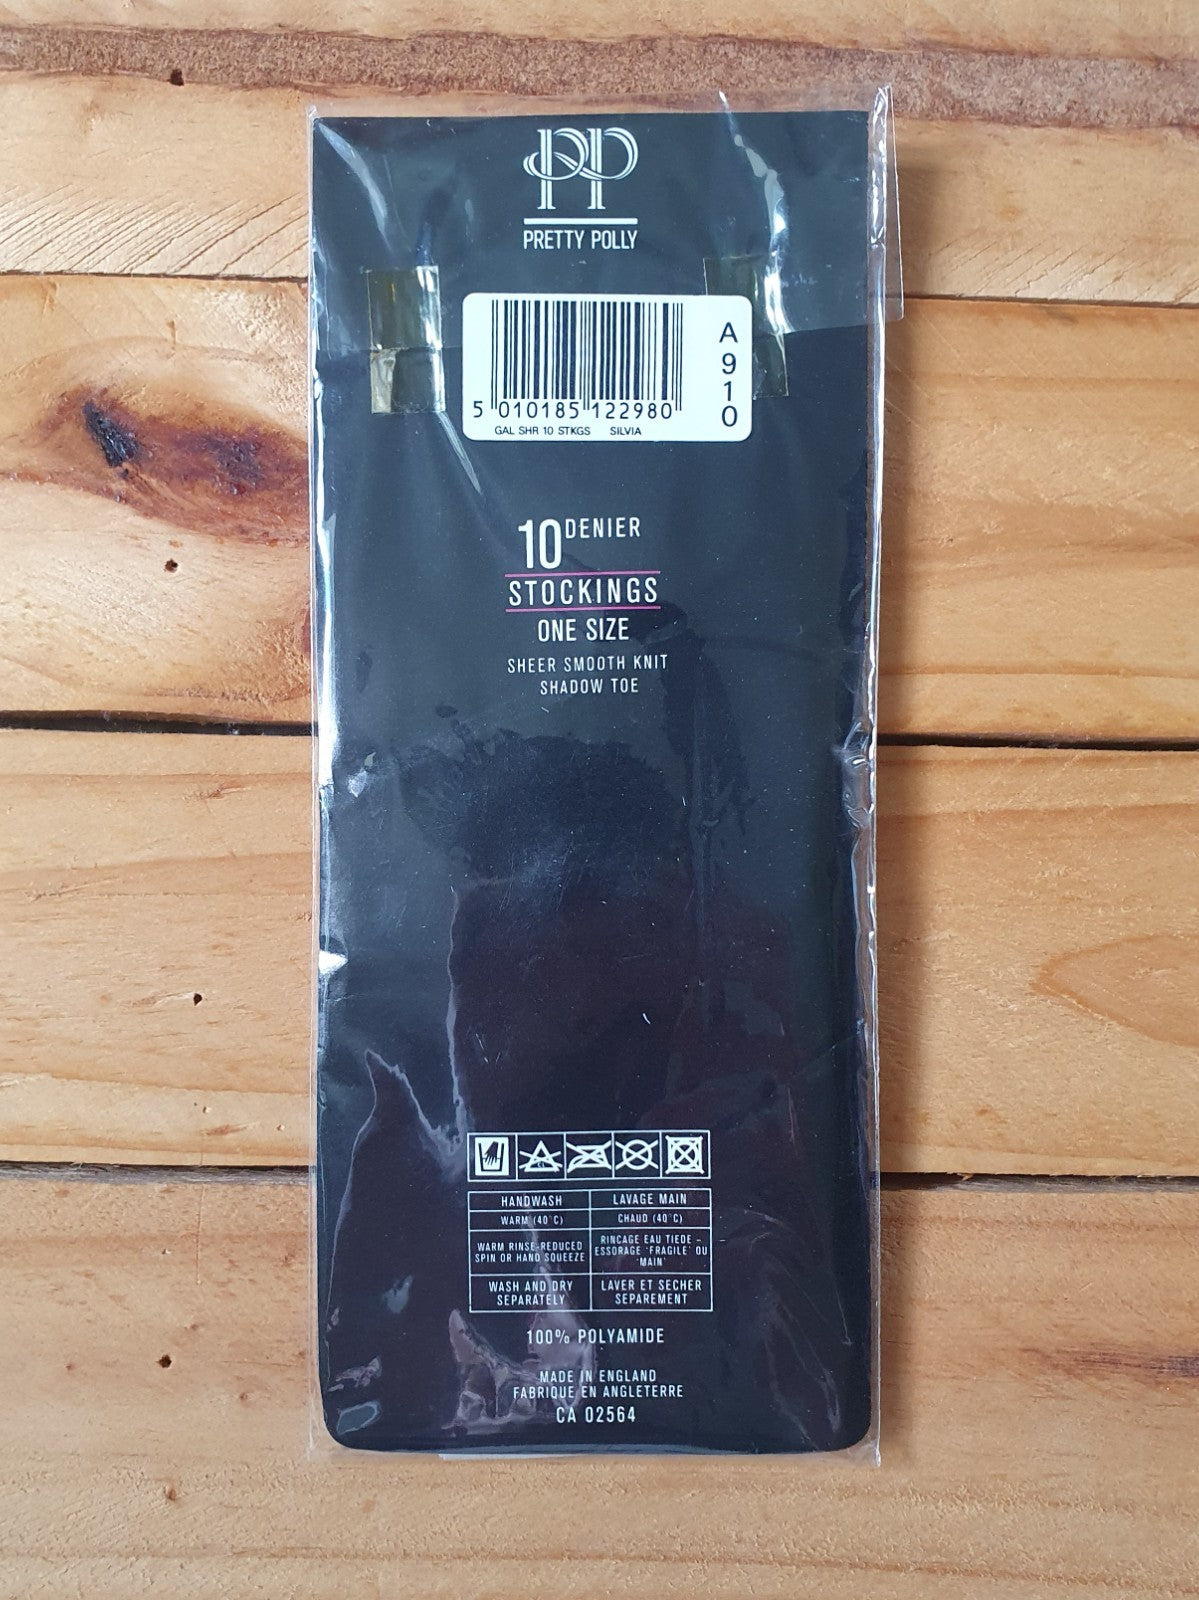 PP
PRETTY POLLY
A
9
1
0
5 010185 122980
GAL SHR 10 STKGS SILVIA
10 DENIER
STOCKINGS
ONE SIZE
SHEER SMOOTH KNIT
SHADOW TOE
HANDWASH
LAVAGE MAIN
WARM (40°C)
CHAUD (40°C)
WARM RINSE-REDUCED
SPIN OR HAND SQUEEZE
RINCAGE EAU TIEDE -
ESSORAGE 'FRAGILE' OU
'MAIN'
WASH AND DRY
SEPARATELY
LAVER ET SECHER
SEPAREMENT
100% POLYAMIDE
MADE IN ENGLAND
FABRIQUE EN ANGLETERRE
CA 02564